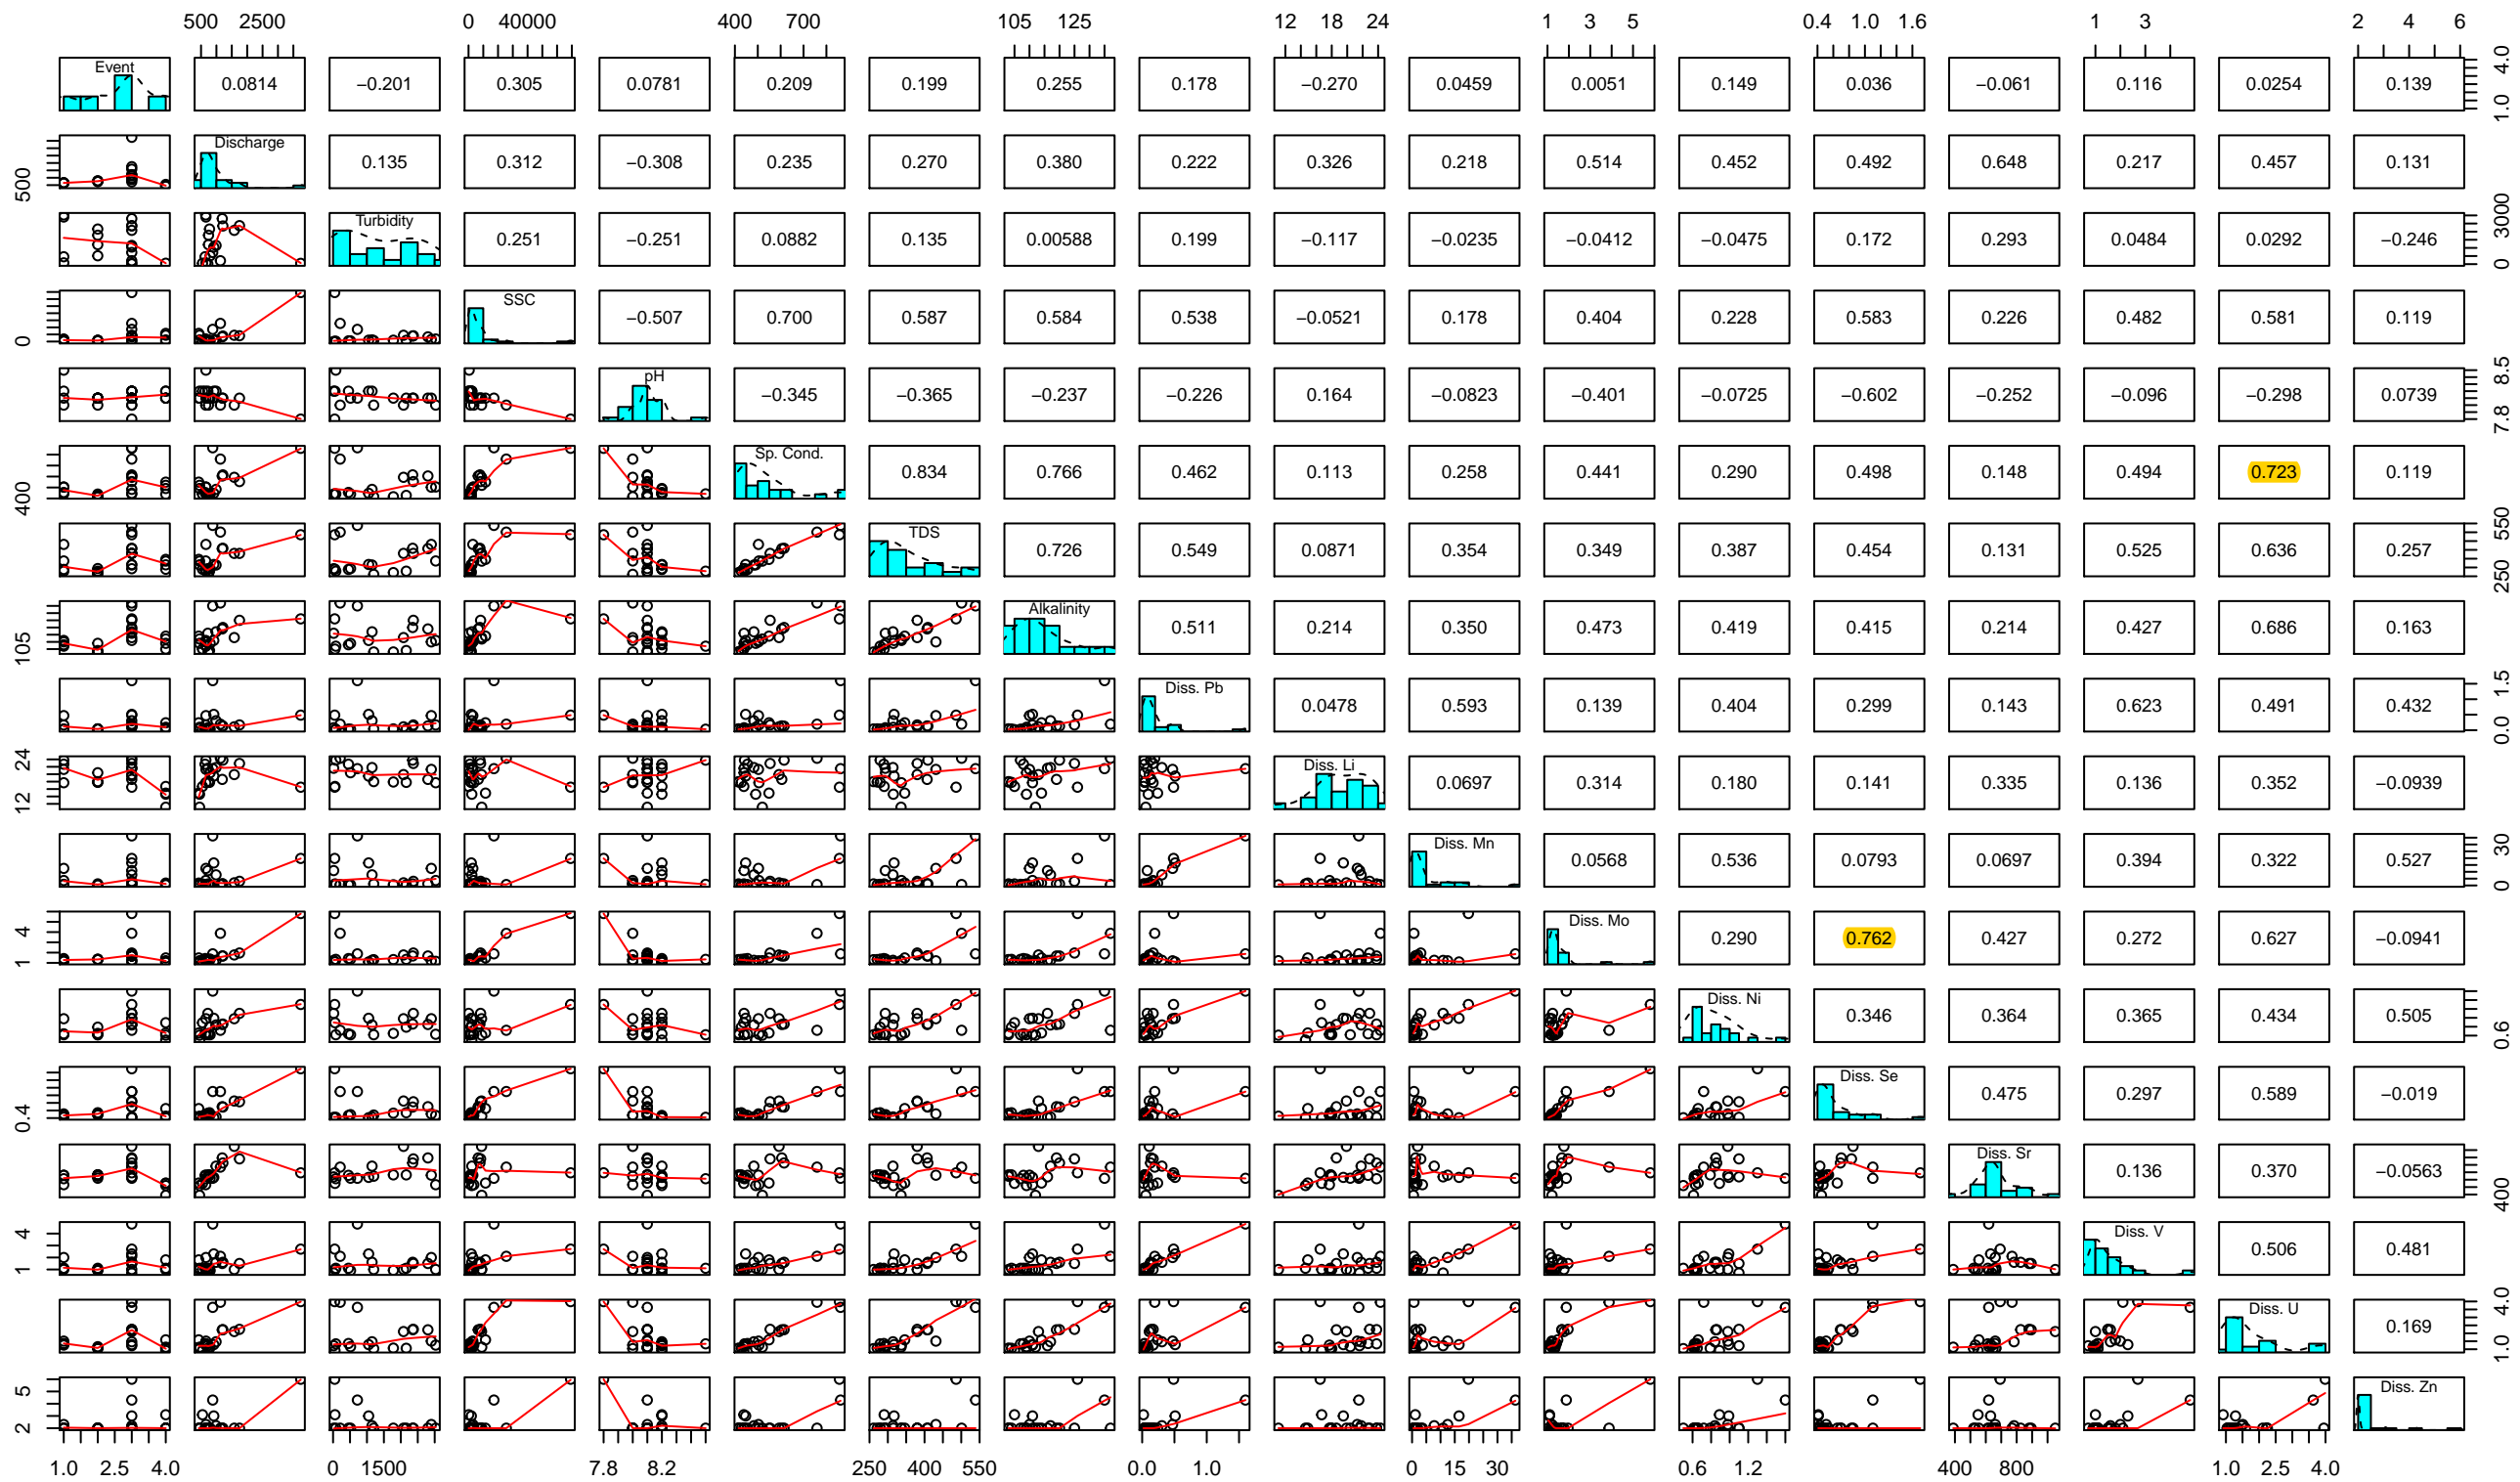 500 2500 0 40000 400 700 105 125 12 18 24 1 3 5 0.4 1.0 1.6 1 3 2 4 6
Event 0.0814 −0.201 0.305 0.0781 0.209 0.199 0.255 0.178 −0.270 0.0459 0.0051 0.149 0.036 −0.061 0.116 0.0254 0.139 1.0 4.0
500 Discharge 0.135 0.312 −0.308 0.235 0.270 0.380 0.222 0.326 0.218 0.514 0.452 0.492 0.648 0.217 0.457 0.131
Turbidity 0.251 −0.251 0.0882 0.135 0.00588 0.199 −0.117 −0.0235 −0.0412 −0.0475 0.172 0.293 0.0484 0.0292 −0.246 0 3000
0 SSC −0.507 0.700 0.587 0.584 0.538 −0.0521 0.178 0.404 0.228 0.583 0.226 0.482 0.581 0.119
pH −0.345 −0.365 −0.237 −0.226 0.164 −0.0823 −0.401 −0.0725 −0.602 −0.252 −0.096 −0.298 0.0739 7.8 8.5
400 Sp. Cond. 0.834 0.766 0.462 0.113 0.258 0.441 0.290 0.498 0.148 0.494 0.723 0.119
TDS 0.726 0.549 0.0871 0.354 0.349 0.387 0.454 0.131 0.525 0.636 0.257 250 550
105 Alkalinity 0.511 0.214 0.350 0.473 0.419 0.415 0.214 0.427 0.686 0.163
Diss. Pb 0.0478 0.593 0.139 0.404 0.299 0.143 0.623 0.491 0.432 0.0 1.5
12 24 Diss. Li 0.0697 0.314 0.180 0.141 0.335 0.136 0.352 −0.0939
Diss. Mn 0.0568 0.536 0.0793 0.0697 0.394 0.322 0.527 0 30
1 4 Diss. Mo 0.290 0.762 0.427 0.272 0.627 −0.0941
Diss. Ni 0.346 0.364 0.365 0.434 0.505 0.6
0.4 Diss. Se 0.475 0.297 0.589 −0.019
Diss. Sr 0.136 0.370 −0.0563 400
1 4 Diss. V 0.506 0.481
Diss. U 0.169 1.0 4.0
2 5 Diss. Zn
1.0 2.5 4.0 0 1500 7.8 8.2 250 400 550 0.0 1.0 0 15 30 0.6 1.2 400 800 1.0 2.5 4.0